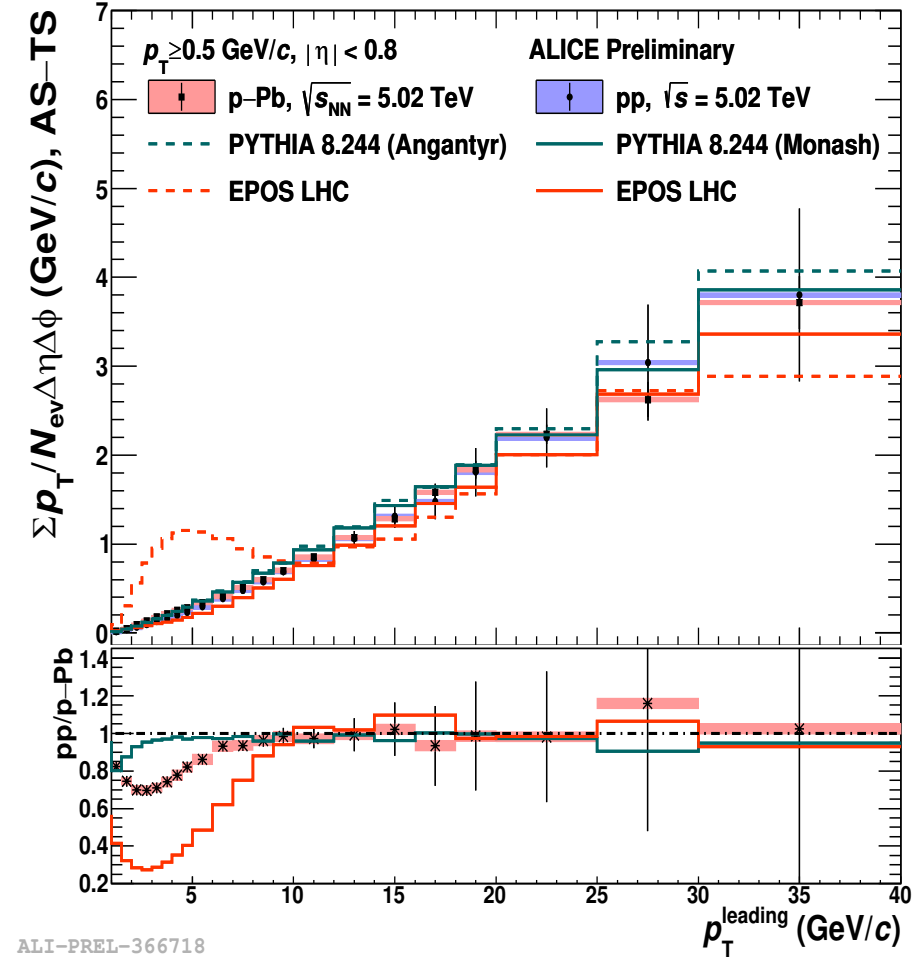 Σp_T/N_ev ΔηΔϕ (GeV/c), AS−TS
7
6
5
4
3
2
1
0
p_T≥0.5 GeV/c, |η| < 0.8
p−Pb, √s_NN = 5.02 TeV
PYTHIA 8.244 (Angantyr)
EPOS LHC
ALICE Preliminary
pp, √s = 5.02 TeV
PYTHIA 8.244 (Monash)
EPOS LHC
pp/p−Pb
1.4
1.2
1
0.8
0.6
0.4
0.2
5 10 15 20 25 30 35 40
p_T^leading (GeV/c)
ALI-PREL-366718